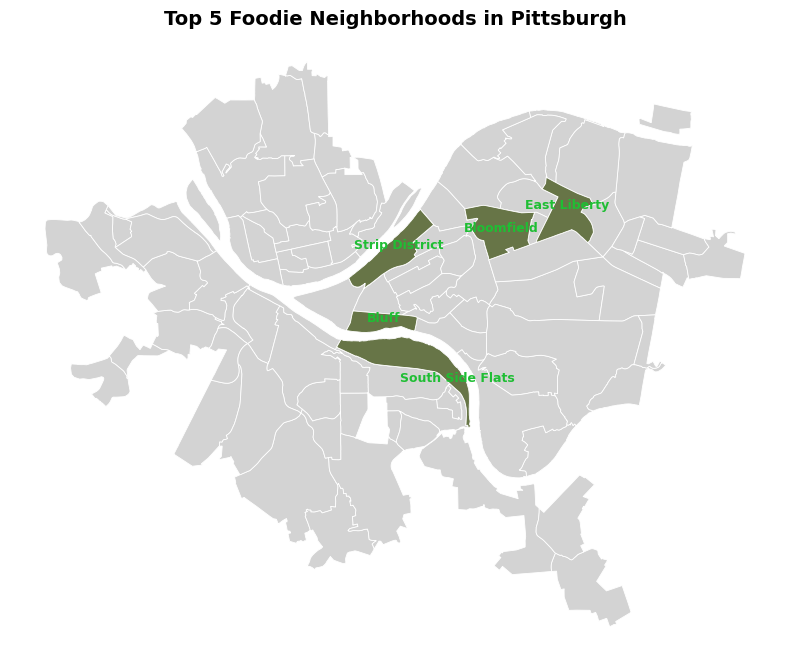 Top 5 Foodie Neighborhoods in Pittsburgh
East Liberty
Bloomfield
Strip District
Bluff
South Side Flats